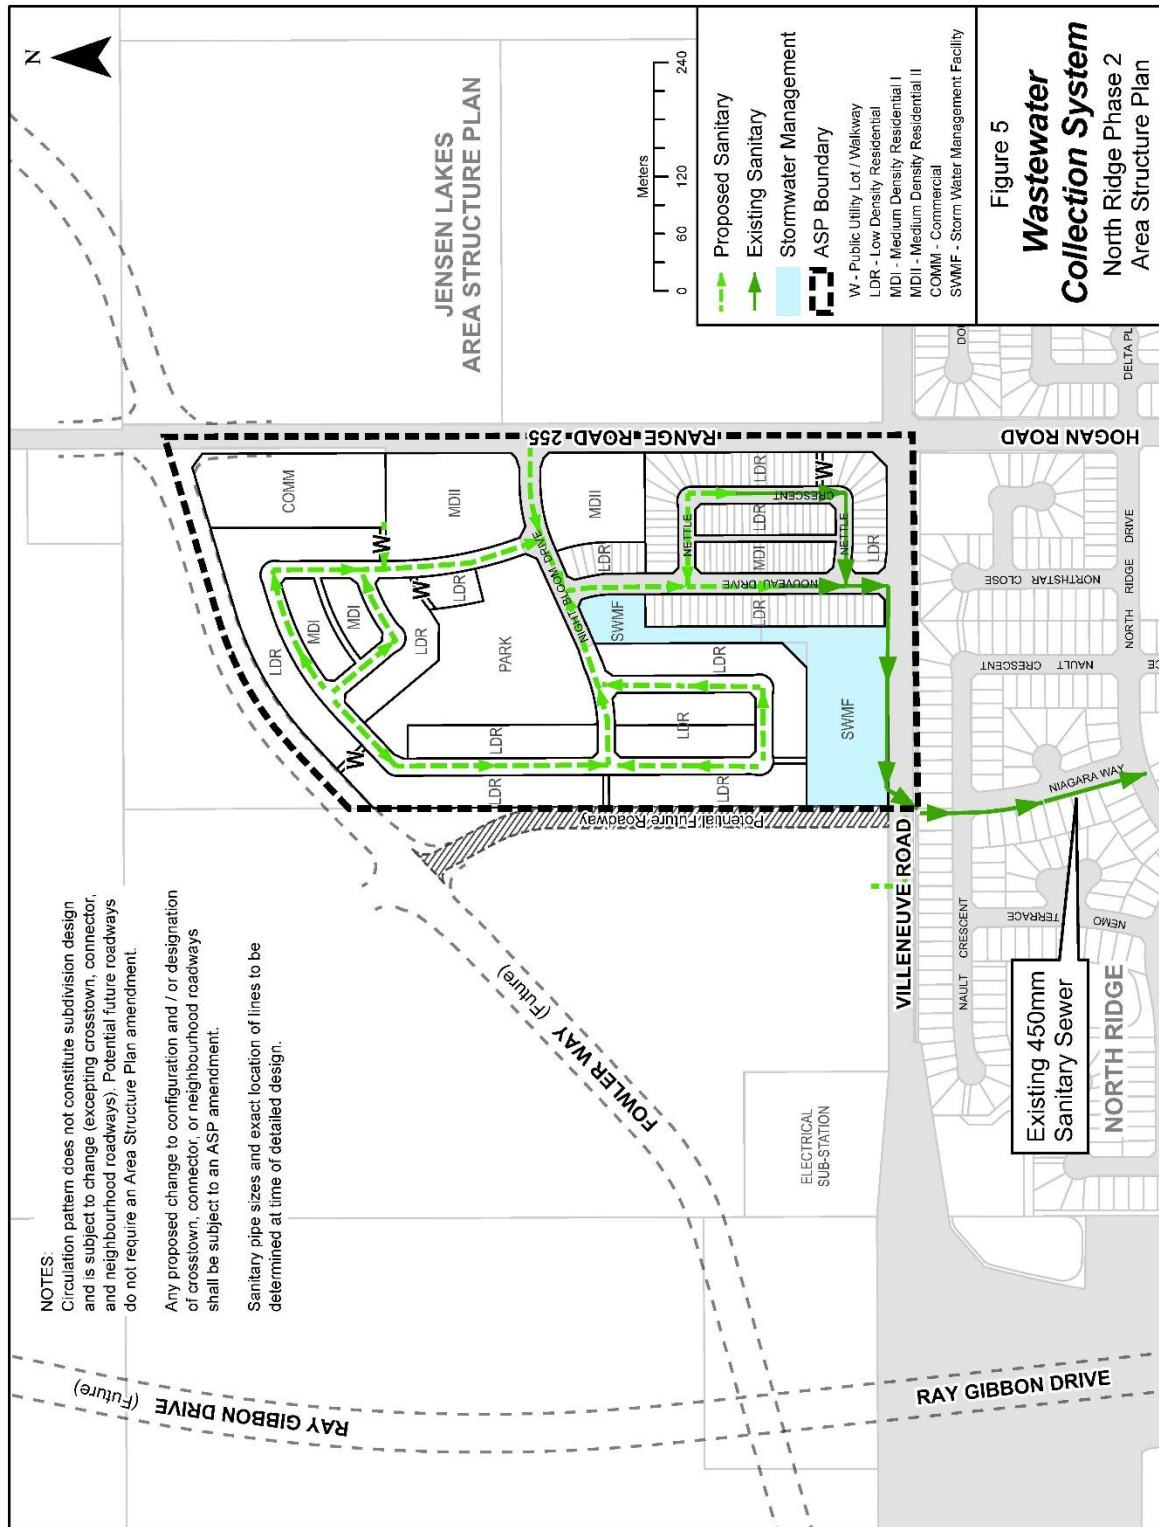 NOTES:
Circulation pattern does not constitute subdivision design
and is subject to change (excepting crosstown, connector,
and neighbourhood roadways). Potential future roadways
do not require an Area Structure Plan amendment.
Any proposed change to configuration and / or designation
of crosstown, connector, or neighbourhood roadways
shall be subject to an ASP amendment.
Sanitary pipe sizes and exact location of lines to be
determined at time of detailed design.
N
JENSEN LAKES
AREA STRUCTURE PLAN
RAY GIBBON DRIVE (Future)
FOWLER WAY (Future)
COMM
MDII
MDII
LDR
MDI
MDI
LDR
LDR
PARK
W
W
W
LDR
LDR
LDR
LDR
LDR
LDR
LDR
SWMF
SWMF
LDR
MDI
LDR
LDR
LDR
W
NIGHT BLOOM DRIVE
NOUVEAU DRIVE
NETTLE
CRESCENT
NETTLE
RANGE ROAD 255
Potential Future Roadway
VILLENEUVE ROAD
ELECTRICAL
SUB-STATION
RAY GIBBON DRIVE
NORTH RIDGE
Existing 450mm
Sanitary Sewer
NAULT CRESCENT
NEMO TERRACE
NIAGARA WAY
NAULT CRESCENT
NORTHSTAR CLOSE
NORTH RIDGE DRIVE
CE
HOGAN ROAD
DELTA PL
DO
Meters
0 60 120 240
Proposed Sanitary
Existing Sanitary
Stormwater Management
ASP Boundary
W - Public Utility Lot / Walkway
LDR - Low Density Residential
MDI - Medium Density Residential I
MDII - Medium Density Residential II
COMM - Commercial
SWMF - Storm Water Management Facility
Figure 5
Wastewater
Collection System
North Ridge Phase 2
Area Structure Plan